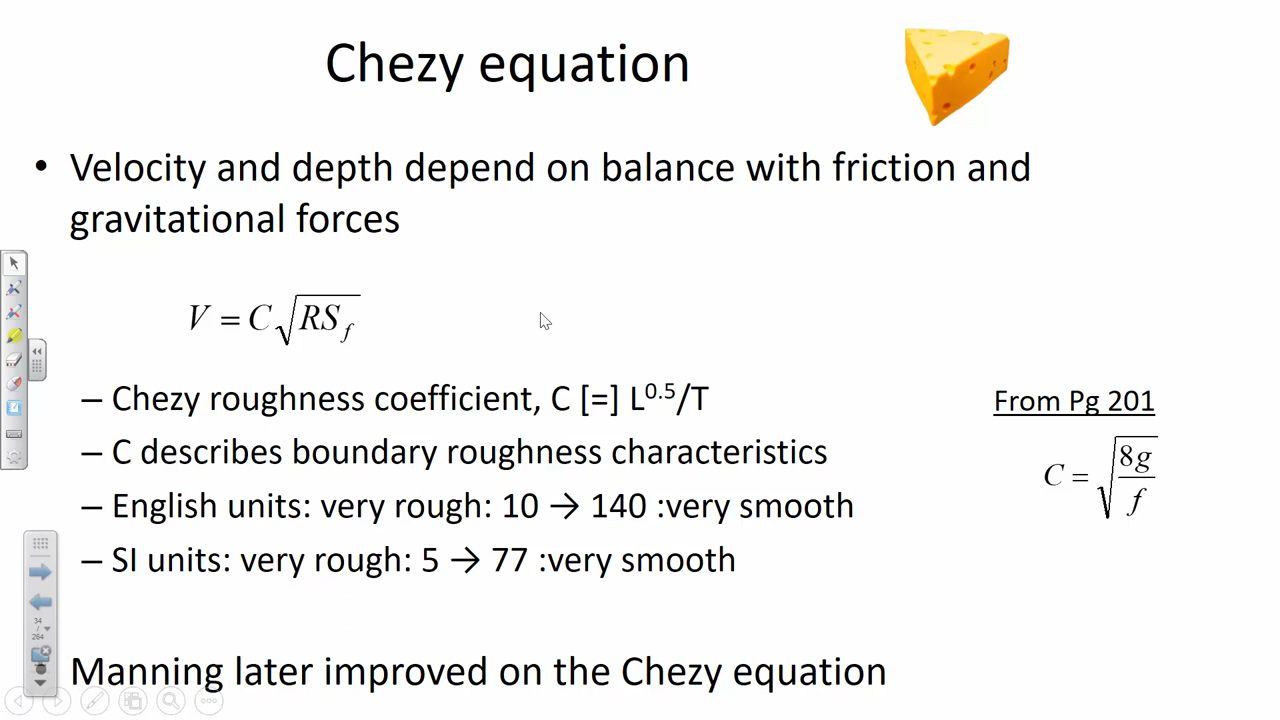 Chezy equation
• Velocity and depth depend on balance with friction and
gravitational forces
V = C√RS_f
– Chezy roughness coefficient, C [=] L^0.5/T
From Pg 201
– C describes boundary roughness characteristics
C = √(8g/f)
– English units: very rough: 10 → 140 :very smooth
– SI units: very rough: 5 → 77 :very smooth
34
/
264
Manning later improved on the Chezy equation